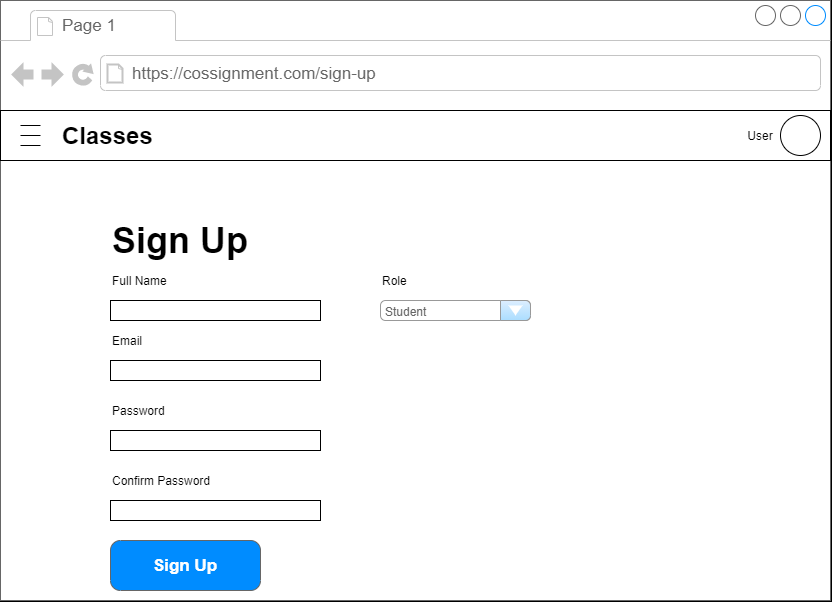 Page 1
https://cossignment.com/sign-up
Classes
User
Sign Up
Full Name
Role
Student
Email
Password
Confirm Password
Sign Up